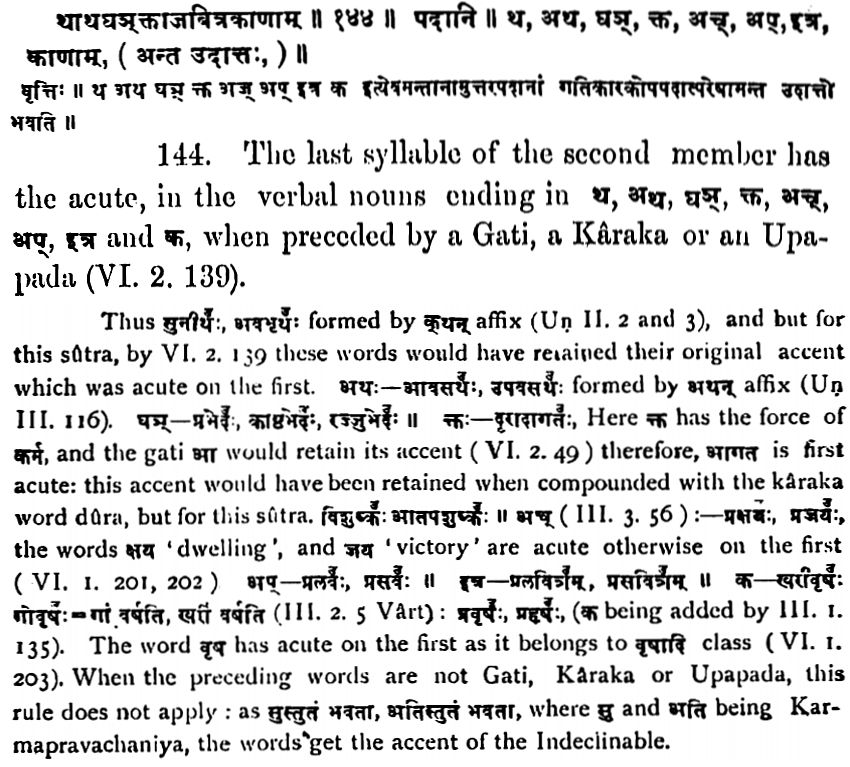 थाथघञ्क्ताजबित्रकाणाम् ॥ १४४ ॥ पदानि ॥ थ, अथ, घञ्, क्त, अच्, अप्, इत्र,
काणाम्, ( अन्त उदात्तः, ) ॥
वृत्तिः ॥ थ अथ घञ् क्त अज् अप् इत्र क इत्येवमन्तानामुत्तरपदानां गतिकारकोपपदात्परेषामन्त उदात्तो
भवति ॥
144. The last syllable of the second member has
the acute, in the verbal nouns ending in थ, अथ, घञ्, क्त, अच्,
अप्, इत्र and क, when preceded by a Gati, a Kâraka or an Upa-
pada (VI. 2. 139).
Thus सुनीर्थः॑, अवभृथः॑ formed by क्थन् affix (Uṇ II. 2 and 3), and but for
this sûtra, by VI. 2. 139 these words would have retained their original accent
which was acute on the first. अथः—आवसथः॑, उपवसथः॑ formed by अथन् affix (Uṇ
III. 116). घञ्—प्रभेदः॑, काष्ठभेदः॑, रज्जुभेदः॑ ॥ क्तः—दूरादागतः॑, Here क्त has the force of
कर्म, and the gati आ would retain its accent ( VI. 2. 49 ) therefore, आगत is first
acute: this accent would have been retained when compounded with the kâraka
word dûra, but for this sûtra. विशुष्कः॑ आतपशुष्कः॑ ॥ अच् ( III. 3. 56 ) :—प्रक्षयः॑, प्रजयः॑,
the words क्षय 'dwelling', and जय 'victory' are acute otherwise on the first
( VI. 1. 201, 202 ) अप्—प्रलवः॑, प्रसवः॑ ॥ इत्र—प्रलवित्र॑म्, प्रसवित्र॑म् ॥ क—खरीवृषः॑
गोवृषः॑=गां वर्षति, खरीं वर्षति (III. 2. 5 Vârt) : प्रवृषः॑, प्रहृषः॑, (क being added by III. 1.
135). The word वृष has acute on the first as it belongs to वृषादि class ( VI. 1.
203). When the preceding words are not Gati, Kâraka or Upapada, this
rule does not apply : as सुस्तुतं भवता, अतिस्तुतं भवता, where सु and अति being Kar-
mapravachaniya, the words get the accent of the Indeclinable.